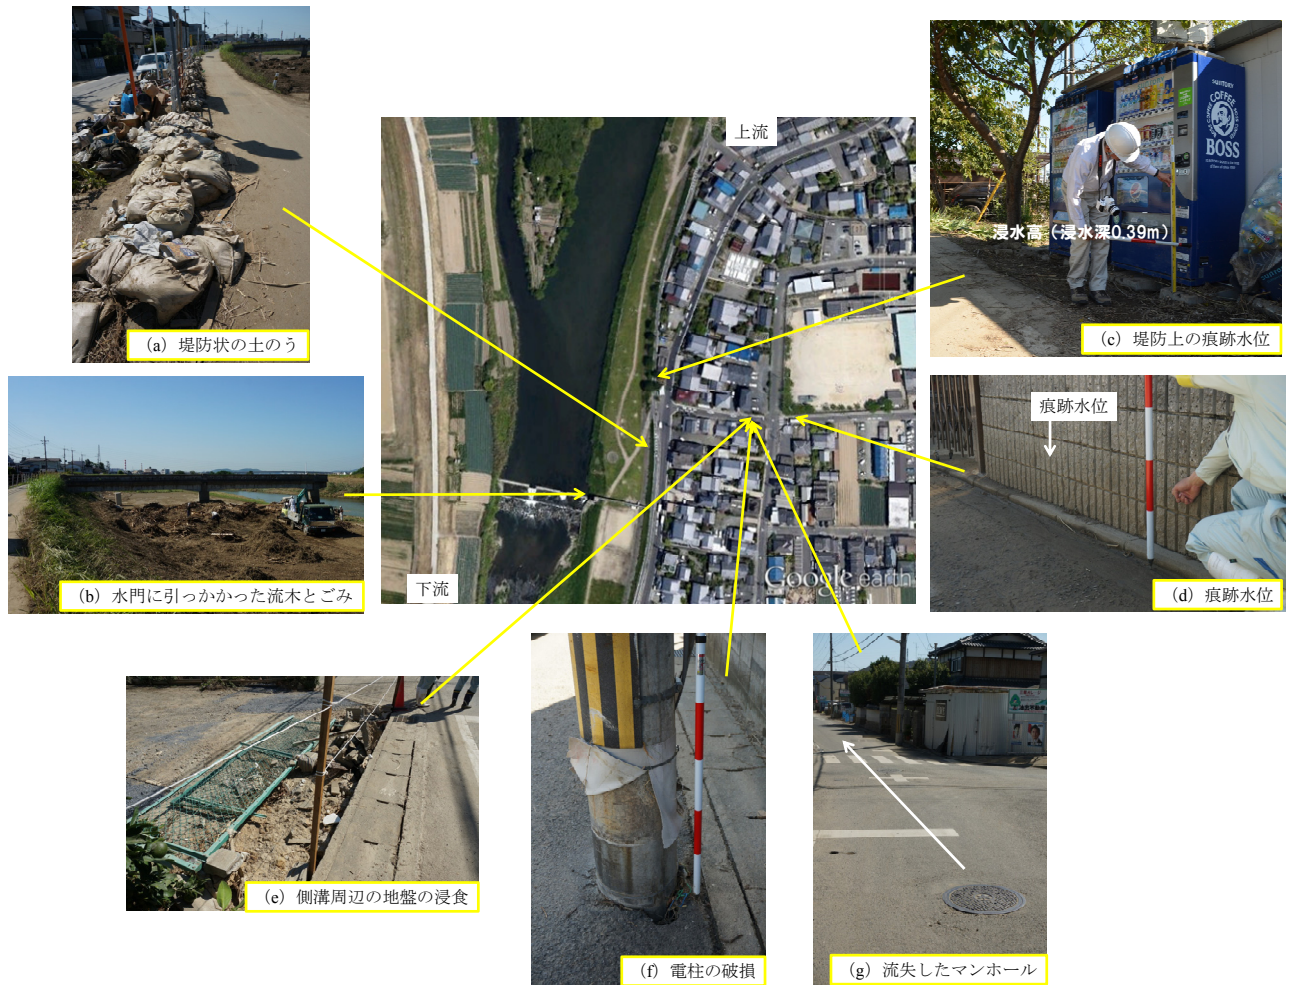 (a) 堤防状の土のう
上流
SUNTORY
COFFEE
BOSS
浸水高（浸水深0.39m）
(c) 堤防上の痕跡水位
(b) 水門に引っかかった流木とごみ
下流
Google earth
痕跡水位
(d) 痕跡水位
(e) 側溝周辺の地盤の浸食
(f) 電柱の破損
(g) 流失したマンホール